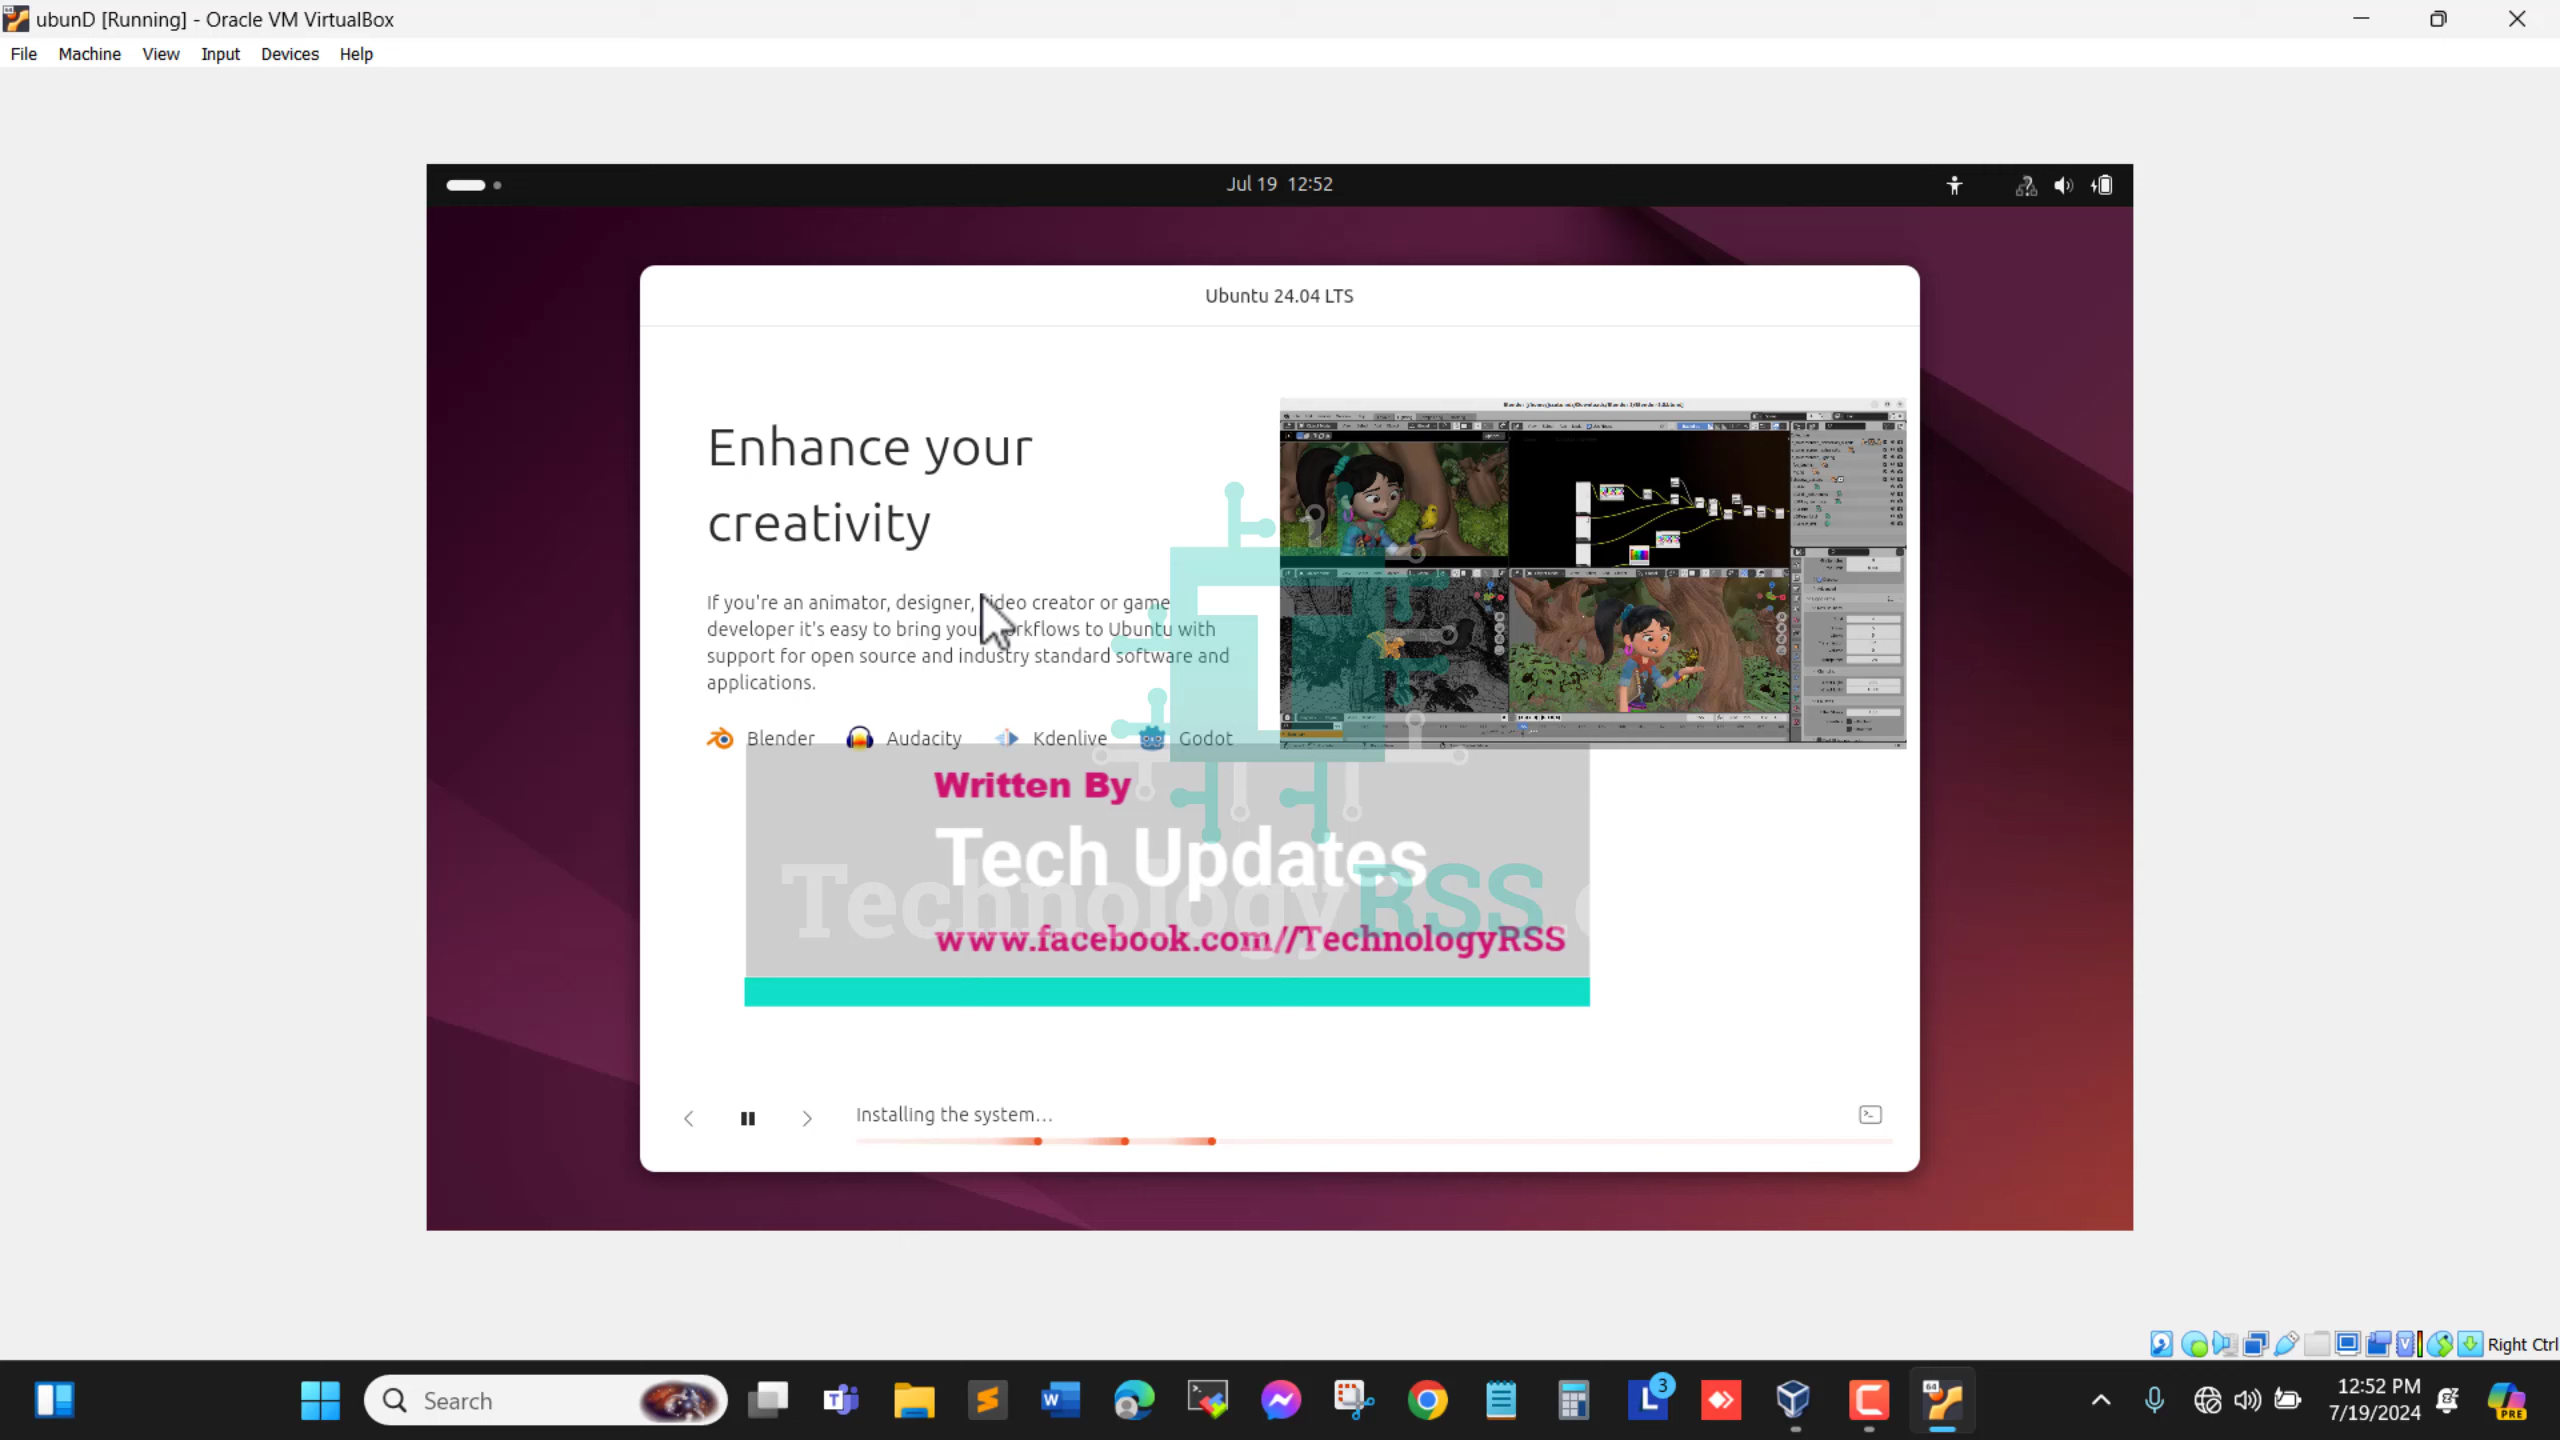 ubunD [Running] - Oracle VM VirtualBox
File Machine View Input Devices Help
Jul 19 12:52
Ubuntu 24.04 LTS
Enhance your
creativity
If you're an animator, designer, video creator or game
developer it's easy to bring your workflows to Ubuntu with
support for open source and industry standard software and
applications.
Blender Audacity Kdenlive Godot
Written By
Tech Updates
TechnologyRSS
www.facebook.com//TechnologyRSS
Installing the system...
Right Ctrl
Search
3
12:52 PM
7/19/2024
PRE